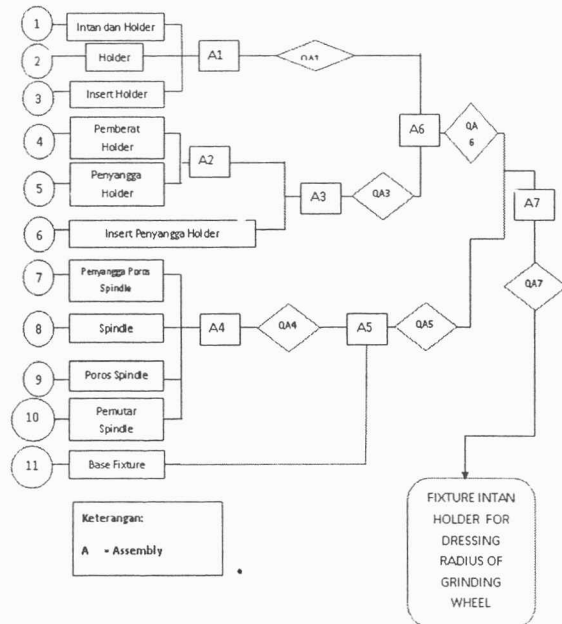 1
Intan dan Holder
2
Holder
A1
QA1
3
Insert Holder
4
Pemberat
Holder
A2
5
Penyangga
Holder
A3
QA3
A6
QA
6
6
Insert Penyangga Holder
A7
7
Penyangga Poros
Spindle
8
Spindle
A4
QA4
A5
QA5
QA7
9
Poros Spindle
10
Pemutar
Spindle
11
Base Fixture
Keterangan:
A = Assembly
FIXTURE INTAN
HOLDER FOR
DRESSING
RADIUS OF
GRINDING
WHEEL